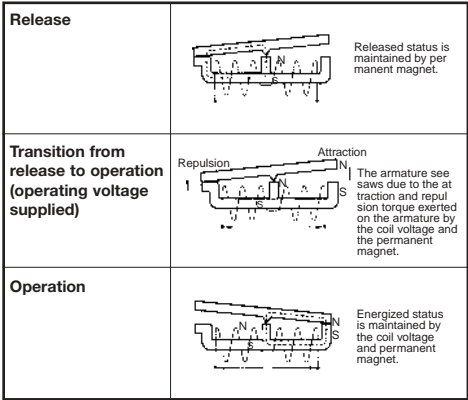 Release
N
S
Released status is
maintained by per
manent magnet.
Transition from
release to operation
(operating voltage
supplied)
Repulsion
Attraction
N
N
S
S
The armature see
saws due to the at
traction and repul
sion torque exerted
on the armature by
the coil voltage and
the permanent
magnet.
Operation
N
N
S
S
Energized status
is maintained by
the coil voltage
and permanent
magnet.